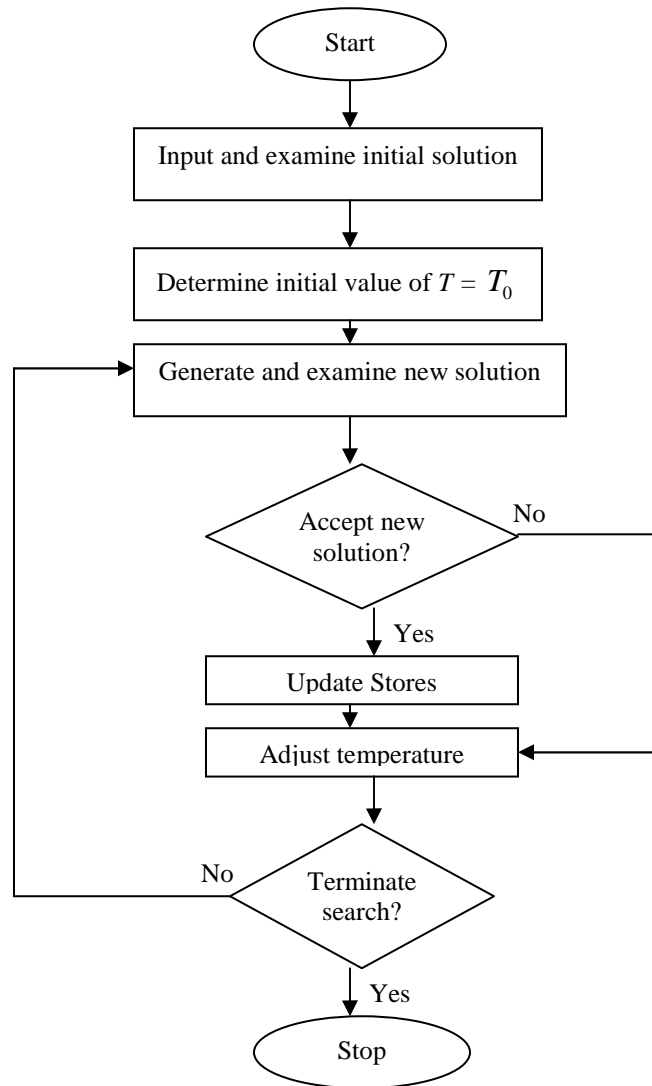 Start
Input and examine initial solution
Determine initial value of T = T₀
Generate and examine new solution
Accept new
solution?
No
Yes
Update Stores
Adjust temperature
No
Terminate
search?
Yes
Stop